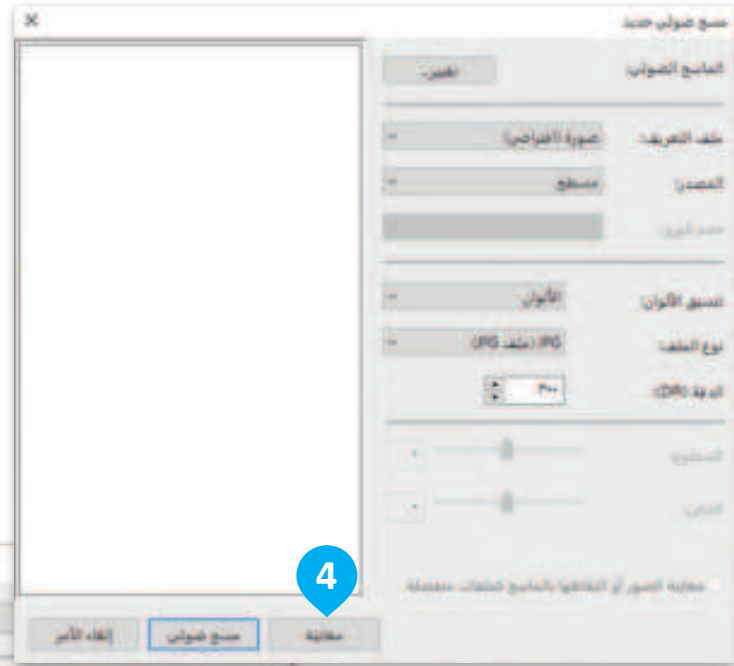 مسح ضوئي جديد
الماسح الضوئي: تغيير...
ملف التعريف: صورة (افتراضي)
المصدر: مسطح
حجم الورق:
تنسيق الألوان: الألوان
نوع الملف: JPG (ملف JPG)
الدقة (DPI): ٣٠٠
السطوع: ٠
التباين: ٠
معاينة الصور أو التقاطها بالماسح كملفات منفصلة
4
معاينة مسح ضوئي إلغاء الأمر